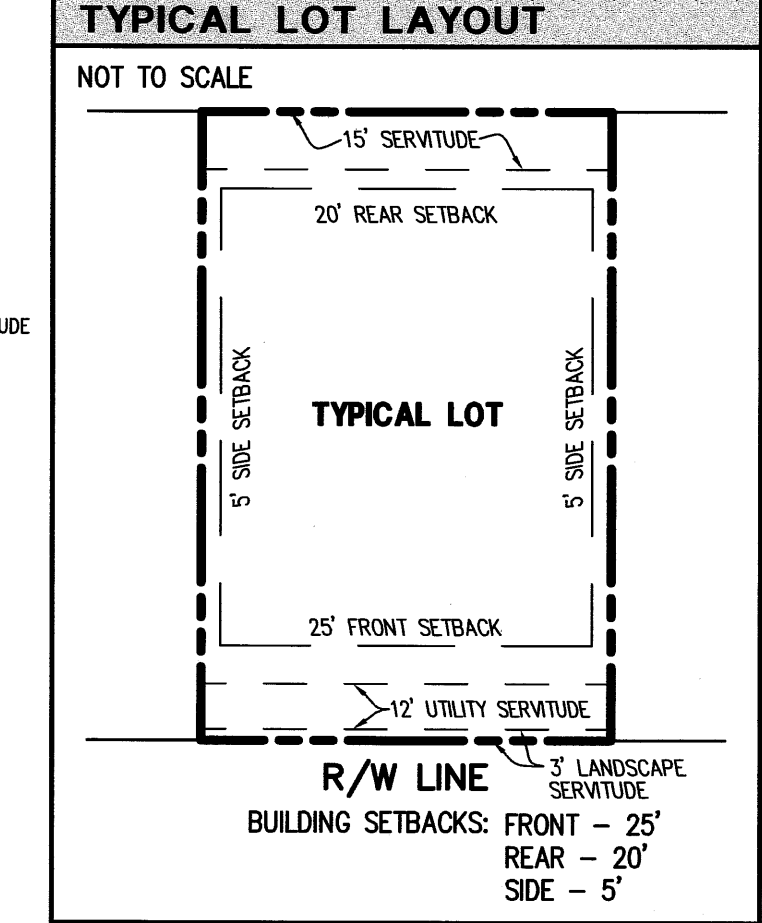 TYPICAL LOT LAYOUT
NOT TO SCALE
15' SERVITUDE
20' REAR SETBACK
UDE
5' SIDE SETBACK
TYPICAL LOT
5' SIDE SETBACK
25' FRONT SETBACK
12' UTILITY SERVITUDE
R/W LINE
3' LANDSCAPE
SERVITUDE
BUILDING SETBACKS: FRONT – 25'
REAR – 20'
SIDE – 5'